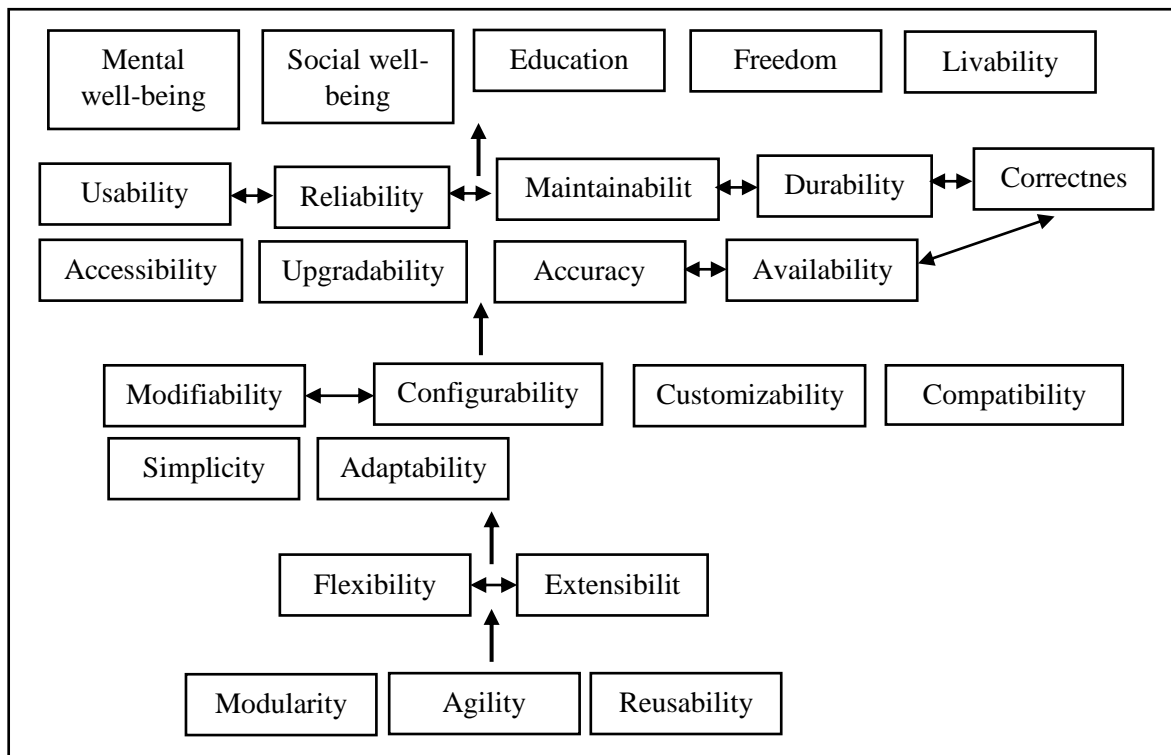 Mental
well-being
Social well-
being
Education
Freedom
Livability
Usability
Reliability
Maintainabilit
Durability
Correctnes
Accessibility
Upgradability
Accuracy
Availability
Modifiability
Configurability
Customizability
Compatibility
Simplicity
Adaptability
Flexibility
Extensibilit
Modularity
Agility
Reusability